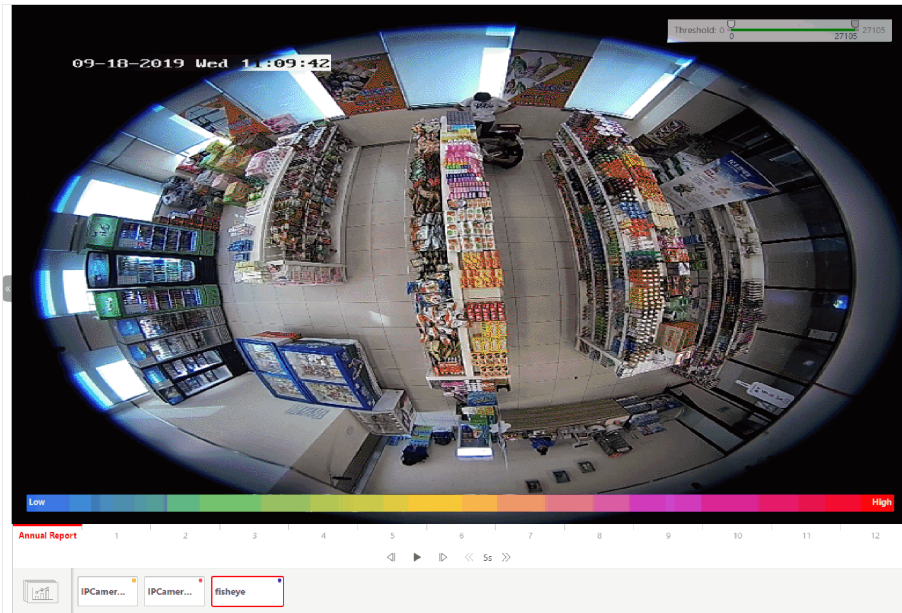 Threshold: 0 0 27105 27105
09-18-2019 Wed 11:09:42
Low High
Annual Report 1 2 3 4 5 6 7 8 9 10 11 12
5s
IPCamer... IPCamer... fisheye